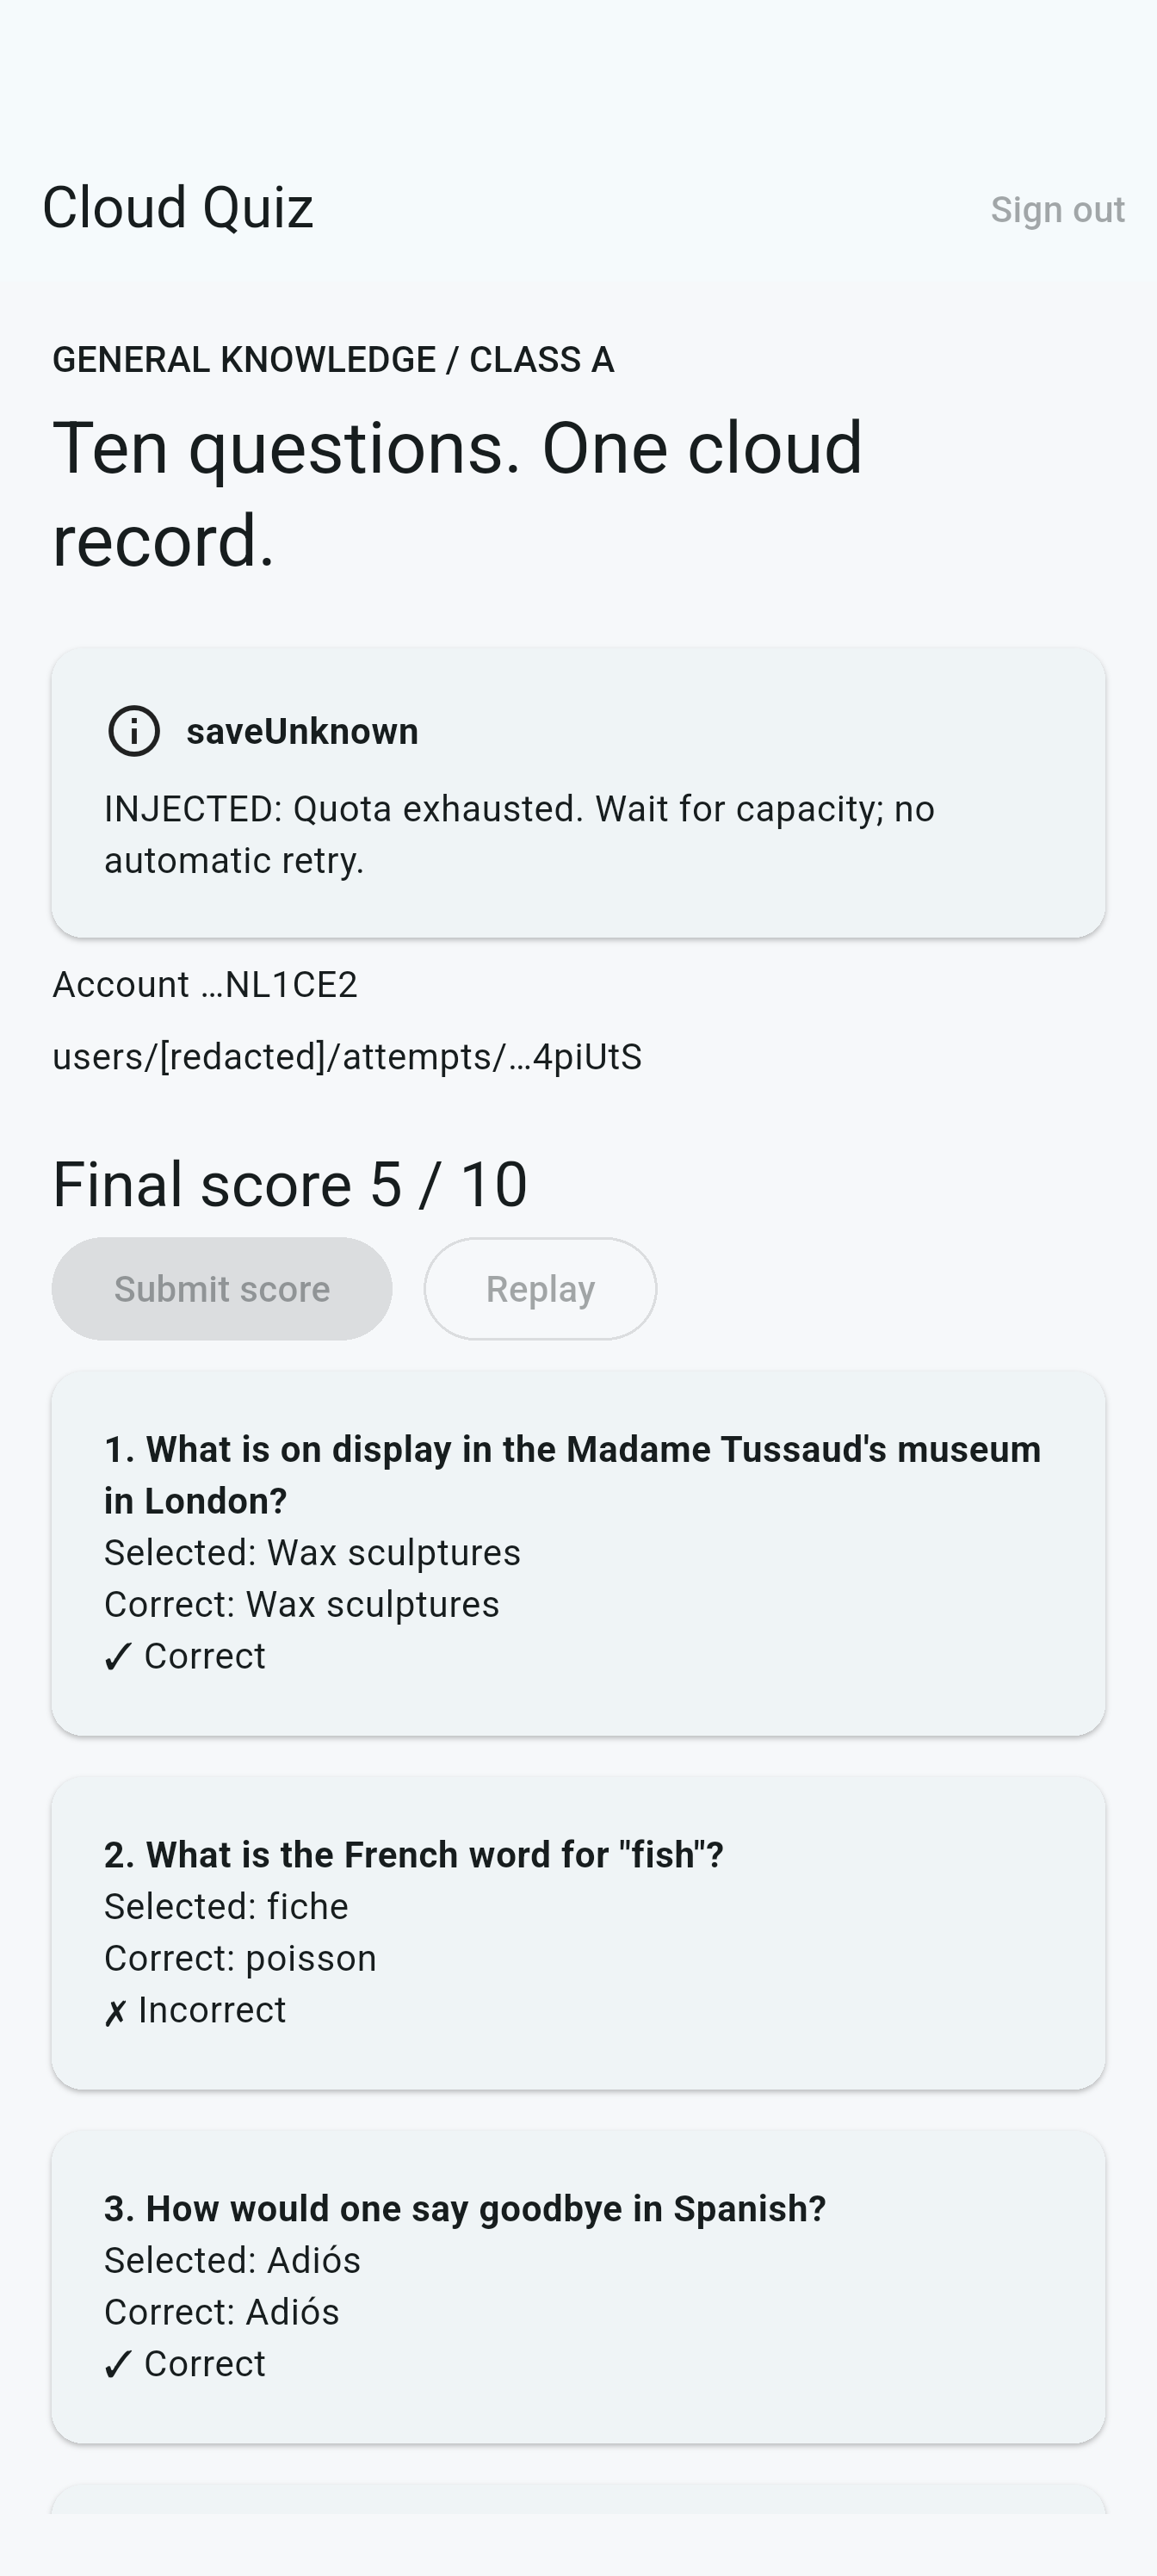 Cloud Quiz
Sign out
GENERAL KNOWLEDGE / CLASS A
Ten questions. One cloud
record.
saveUnknown
INJECTED: Quota exhausted. Wait for capacity; no
automatic retry.
Account …NL1CE2
users/[redacted]/attempts/…4piUtS
Final score 5 / 10
Submit score
Replay
1. What is on display in the Madame Tussaud's museum
in London?
Selected: Wax sculptures
Correct: Wax sculptures
✓ Correct
2. What is the French word for "fish"?
Selected: fiche
Correct: poisson
✗ Incorrect
3. How would one say goodbye in Spanish?
Selected: Adiós
Correct: Adiós
✓ Correct